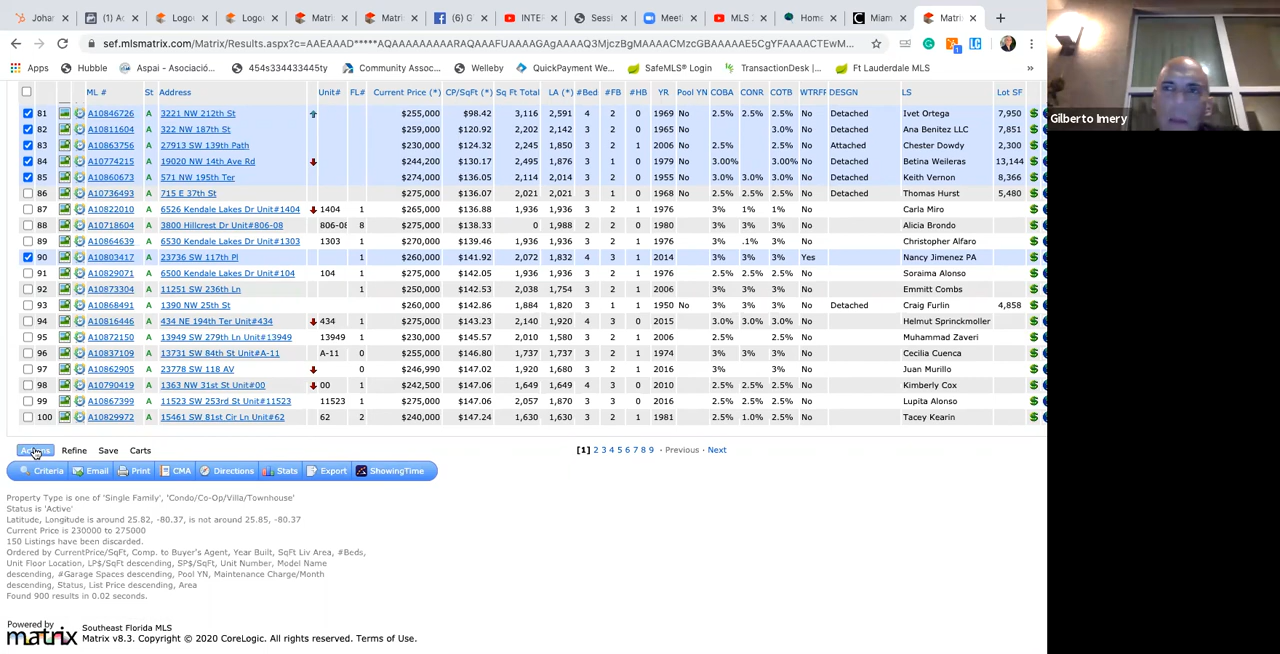 Johar (1) Ac Logou Logou Matri Matri (6) G INTE Sessi Meeti MLS Home Miam Matrix
sef.mlsmatrix.com/Matrix/Results.aspx?c=AAEAAAD*****AQAAAAAAAAARAQAAAFUAAAAGAgAAAAQ3MjczBgMAAAACMzcGBAAAAAE5CgYFAAAACTEwM...
Apps Hubble Aspai - Asociació... 454s334433445ty Community Assoc... Welleby QuickPayment We... SafeMLS® Login TransactionDesk |... Ft Lauderdale MLS »
ML # St Address Unit# FL# Current Price (*) CP/SqFt (*) Sq Ft Total LA (*) #Bed #FB #HB YR Pool YN COBA CONR COTB WTRFR DESGN LS Lot SF
81 A10846726 3221 NW 212th St $255,000 $98.42 3,116 2,591 4 2 0 1969 No 2.5% 2.5% 2.5% No Detached Ivet Ortega 7,950
82 A10811604 322 NW 187th St $259,000 $120.92 2,202 2,142 3 2 0 1965 No 3.0% No Detached Ana Benitez LLC 7,851
83 A10863756 27913 SW 139th Path $230,000 $124.32 2,245 1,850 3 2 0 2006 No 2.5% 2.5% No Attached Chester Dowdy 2,300
84 A10774215 19020 NW 14th Ave Rd $244,200 $130.17 2,495 1,876 3 1 0 1979 No 3.00% 3.00% No Detached Betina Weileras 13,144
85 A10860673 571 NW 195th Ter $274,000 $136.05 2,114 2,014 4 2 0 1955 No 3.0% 3.0% 3.0% No Detached Keith Vernon 8,366
86 A10736493 715 E 37th St $275,000 $136.07 2,021 2,021 3 1 0 1968 No 2.5% 2.5% 2.5% No Detached Thomas Hurst 5,480
87 A10822010 6526 Kendale Lakes Dr Unit#1404 1404 1 $265,000 $136.88 1,936 1,936 3 2 1 1976 3% 1% 1% No Carla Miro
88 A10718604 3800 Hillcrest Dr Unit#806-08 806-08 8 $275,000 $138.33 0 1,988 2 2 0 1980 3% 3% 3% No Alicia Brondo
89 A10864639 6530 Kendale Lakes Dr Unit#1303 1303 1 $270,000 $139.46 1,936 1,936 3 2 1 1976 3% .1% 3% No Christopher Alfaro
90 A10803417 23736 SW 117th Pl 1 $260,000 $141.92 2,072 1,832 4 3 1 2014 3% 3% 3% Yes Nancy Jimenez PA
91 A10829071 6500 Kendale Lakes Dr Unit#104 104 1 $275,000 $142.05 1,936 1,936 3 2 1 1976 2.5% 2.5% 2.5% No Soraima Alonso
92 A10873304 11251 SW 236th Ln 1 $250,000 $142.53 2,038 1,754 3 2 1 2006 3% 3% 3% No Emmitt Combs
93 A10868491 1390 NW 25th St $260,000 $142.86 1,884 1,820 3 1 1 1950 No 3% 3% 3% No Detached Craig Furlin 4,858
94 A10816446 434 NE 194th Ter Unit#434 434 1 $275,000 $143.23 2,140 1,920 4 3 0 2015 3.0% 3.0% 3.0% No Helmut Sprinckmoller
95 A10872150 13949 SW 279th Ln Unit#13949 13949 1 $230,000 $145.57 2,010 1,580 3 2 1 2006 2.5% 2.5% No Muhammad Zaveri
96 A10837109 13731 SW 84th St Unit#A-11 A-11 0 $255,000 $146.80 1,737 1,737 3 2 1 1974 3% 3% 3% No Cecilia Cuenca
97 A10862905 23778 SW 118 AV 0 $246,990 $147.02 1,920 1,680 3 2 1 2016 3% 3% No Juan Murillo
98 A10790419 1363 NW 31st St Unit#00 00 1 $242,500 $147.06 1,649 1,649 4 3 0 2010 2.5% 2.5% 2.5% No Kimberly Cox
99 A10867399 11523 SW 253rd St Unit#11523 11523 1 $275,000 $147.06 2,057 1,870 3 3 0 2016 2.5% 2.5% 2.5% No Lupita Alonso
100 A10829972 15461 SW 81st Cir Ln Unit#62 62 2 $240,000 $147.24 1,630 1,630 3 2 1 1981 2.5% 1.0% 2.5% No Tacey Kearin
Actions Refine Save Carts [1] 2 3 4 5 6 7 8 9 · Previous · Next
Criteria Email Print CMA Directions Stats Export ShowingTime
Property Type is one of 'Single Family', 'Condo/Co-Op/Villa/Townhouse'
Status is 'Active'
Latitude, Longitude is around 25.82, -80.37, is not around 25.85, -80.37
Current Price is 230000 to 275000
150 Listings have been discarded.
Ordered by CurrentPrice/SqFt, Comp. to Buyer's Agent, Year Built, SqFt Liv Area, #Beds,
Unit Floor Location, LP$/SqFt descending, SP$/SqFt, Unit Number, Model Name
descending, #Garage Spaces descending, Pool YN, Maintenance Charge/Month
descending, Status, List Price descending, Area
Found 900 results in 0.02 seconds.
Powered by
matrix
Southeast Florida MLS
Matrix v8.3. Copyright © 2020 CoreLogic. All rights reserved. Terms of Use.
Gilberto Imery